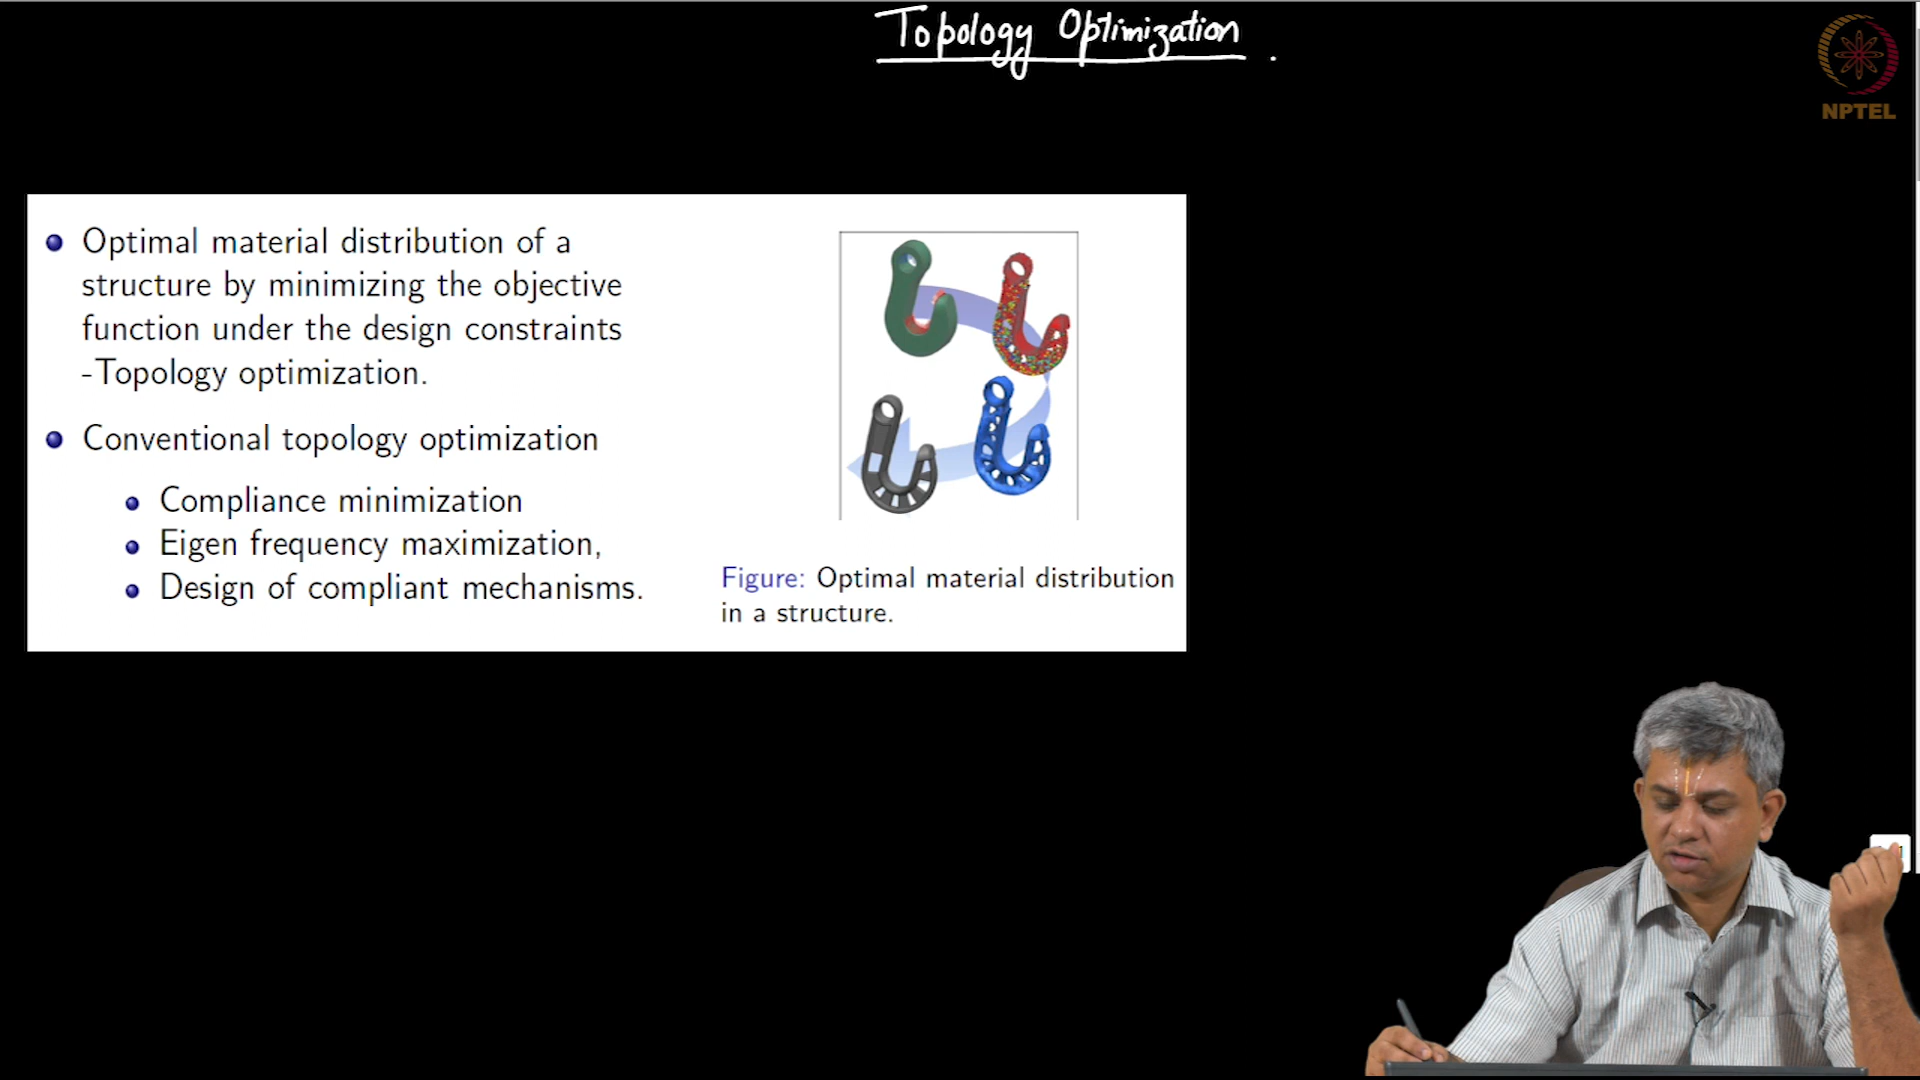 Topology Optimization .
NPTEL
Optimal material distribution of a
structure by minimizing the objective
function under the design constraints
-Topology optimization.
Conventional topology optimization
Compliance minimization
Eigen frequency maximization,
Design of compliant mechanisms.
Figure: Optimal material distribution
in a structure.